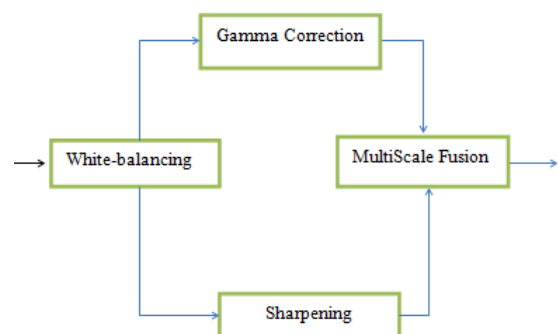 Gamma Correction
White-balancing
MultiScale Fusion
Sharpening